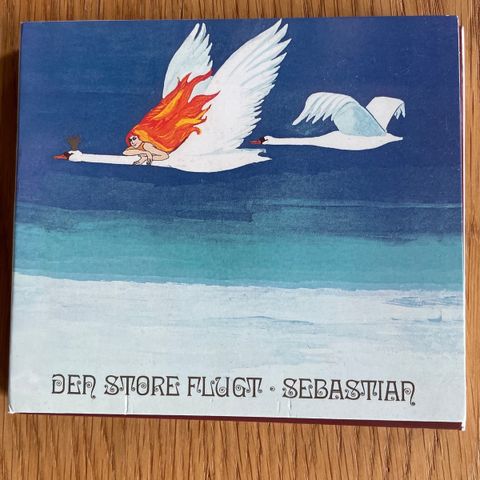 DEN STORE FLUGT · SEBASTIAN